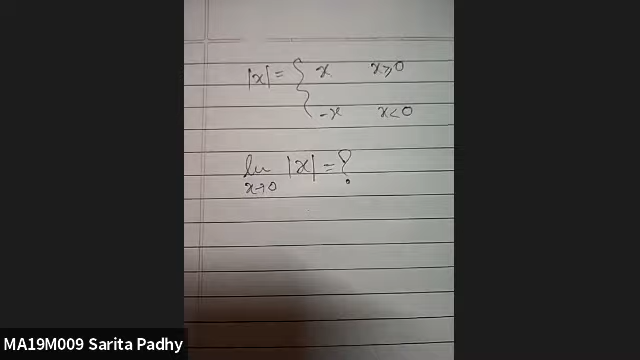 |x| = { x x ≥ 0
-x x < 0
lim x→0 |x| = ?
MA19M009 Sarita Padhy